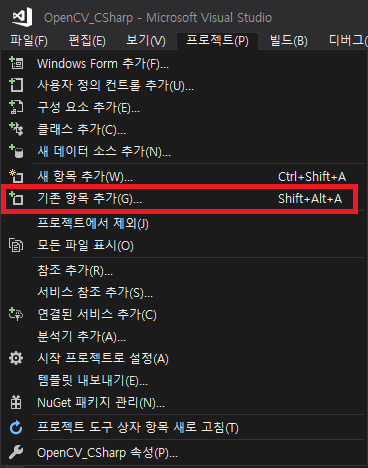 OpenCV_CSharp - Microsoft Visual Studio
파일(F) 편집(E) 보기(V) 프로젝트(P) 빌드(B) 디버그(
Windows Form 추가(F)...
사용자 정의 컨트롤 추가(U)...
구성 요소 추가(E)...
클래스 추가(C)...
새 데이터 소스 추가(N)...
새 항목 추가(W)... Ctrl+Shift+A
기존 항목 추가(G)... Shift+Alt+A
프로젝트에서 제외(J)
모든 파일 표시(O)
참조 추가(R)...
서비스 참조 추가(S)...
연결된 서비스 추가(C)
분석기 추가(A)...
시작 프로젝트로 설정(A)
템플릿 내보내기(E)...
NuGet 패키지 관리(N)...
프로젝트 도구 상자 항목 새로 고침(T)
OpenCV_CSharp 속성(P)...